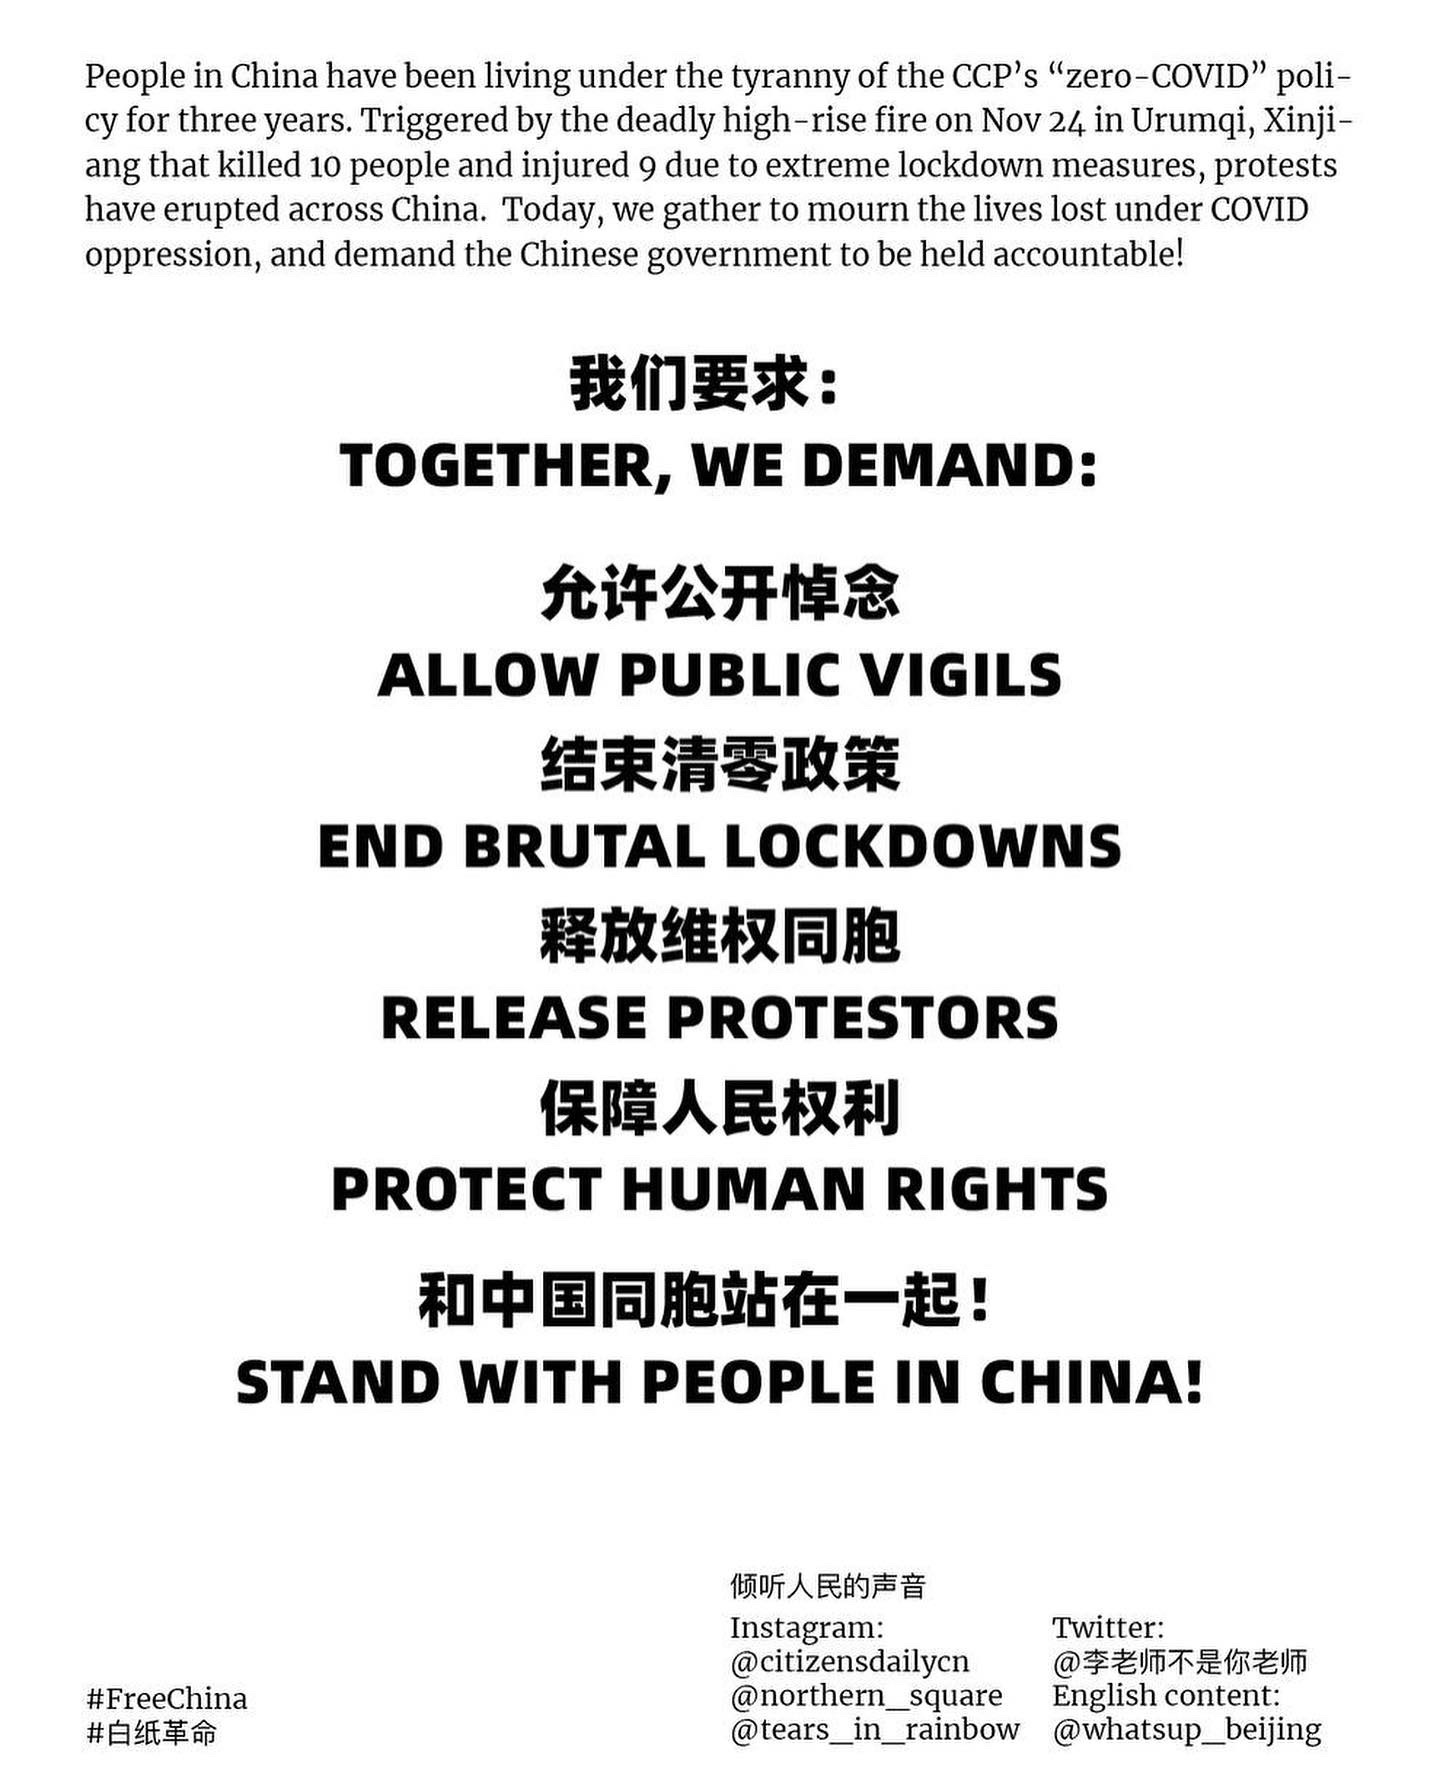 People in China have been living under the tyranny of the CCP’s “zero-COVID” poli-
cy for three years. Triggered by the deadly high-rise fire on Nov 24 in Urumqi, Xinji-
ang that killed 10 people and injured 9 due to extreme lockdown measures, protests
have erupted across China.  Today, we gather to mourn the lives lost under COVID
oppression, and demand the Chinese government to be held accountable!
我们要求：
TOGETHER, WE DEMAND:
允许公开悼念
ALLOW PUBLIC VIGILS
结束清零政策
END BRUTAL LOCKDOWNS
释放维权同胞
RELEASE PROTESTORS
保障人民权利
PROTECT HUMAN RIGHTS
和中国同胞站在一起！
STAND WITH PEOPLE IN CHINA!
#FreeChina
#白纸革命
倾听人民的声音
Instagram:
@citizensdailycn
@northern_square
@tears_in_rainbow
Twitter:
@李老师不是你老师
English content:
@whatsup_beijing